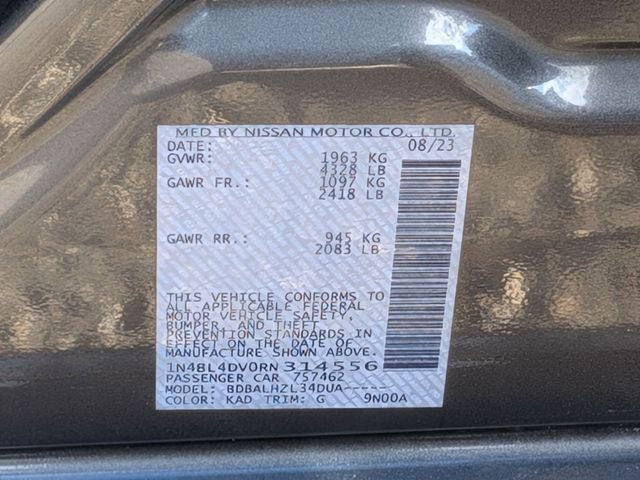 MFD BY NISSAN MOTOR CO., LTD.
DATE: 08/23
GVWR: 1963 KG
4328 LB
GAWR FR.: 1097 KG
2418 LB
GAWR RR.: 945 KG
2083 LB
THIS VEHICLE CONFORMS TO
ALL APPLICABLE FEDERAL
MOTOR VEHICLE SAFETY,
BUMPER, AND THEFT
PREVENTION STANDARDS IN
EFFECT ON THE DATE OF
MANUFACTURE SHOWN ABOVE.
1N4BL4DV0RN314556
PASSENGER CAR 757462
MODEL: BDBALHZL34DUA-----
COLOR: KAD TRIM: G 9N00A